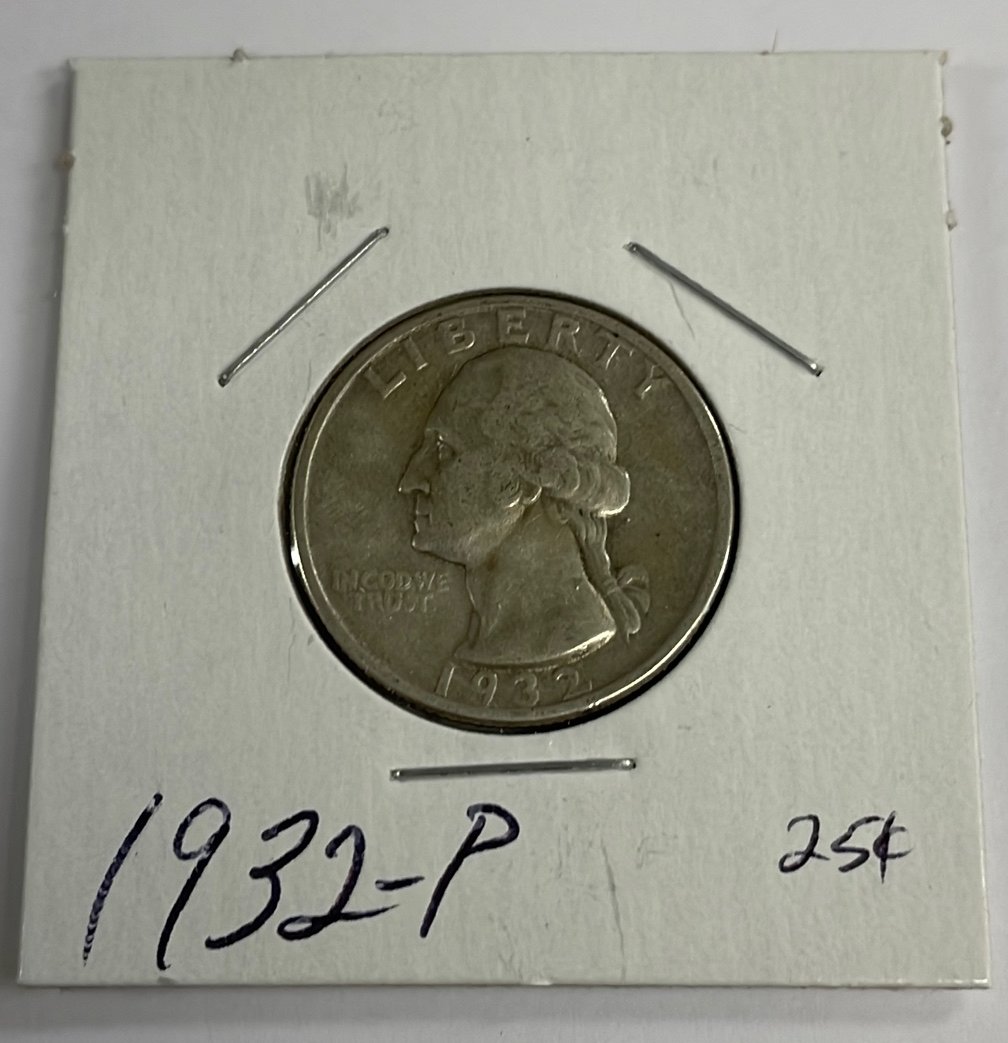 LIBERTY
IN GOD WE
TRUST
1932
1932-P
25¢